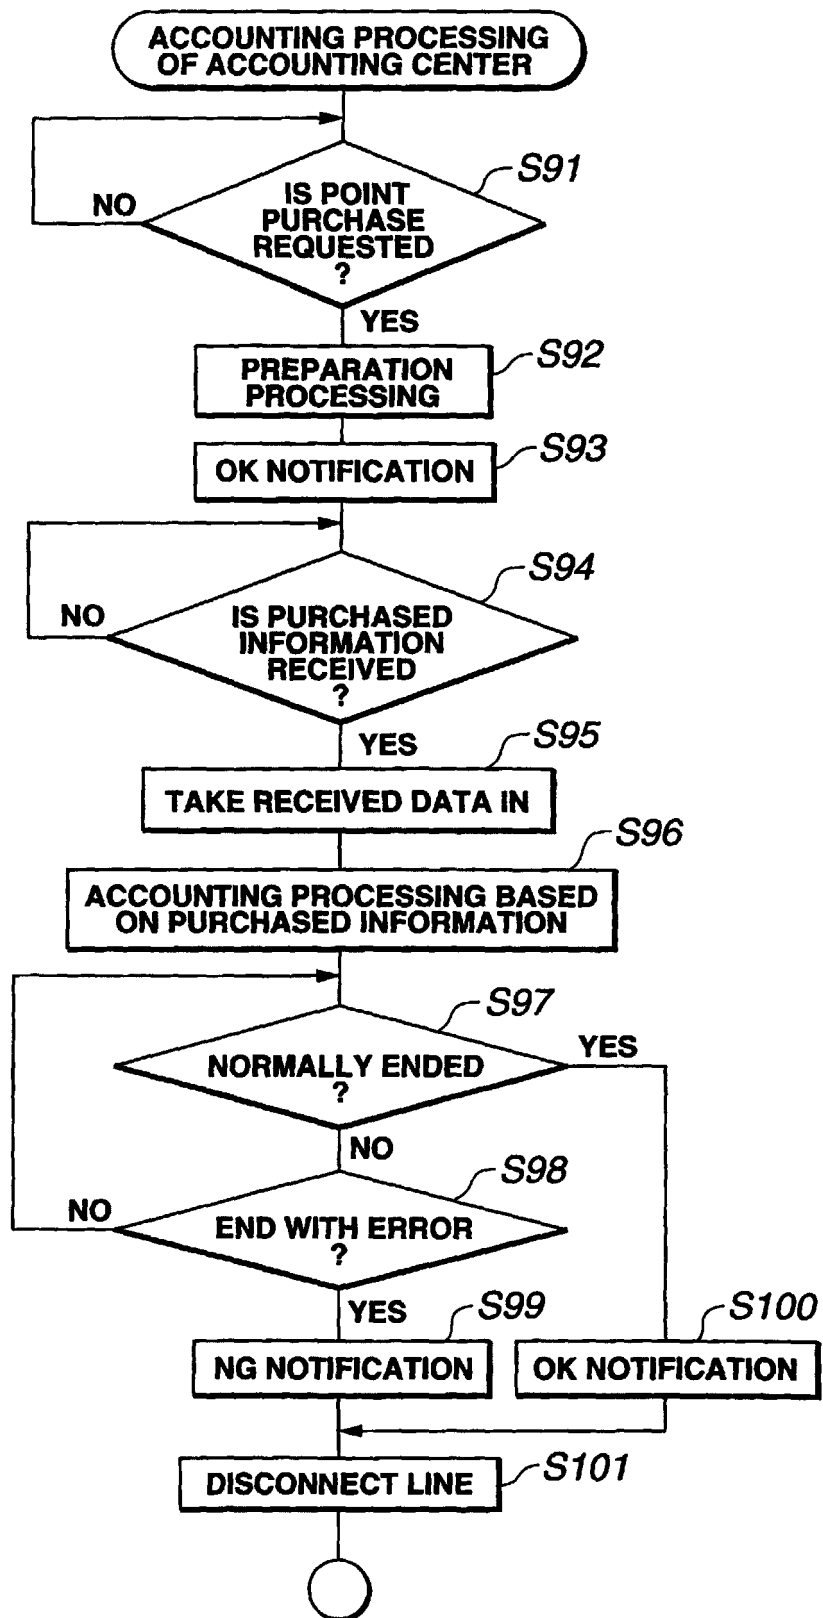 ACCOUNTING PROCESSING
OF ACCOUNTING CENTER
S91
NO
IS POINT
PURCHASE
REQUESTED
?
YES
S92
PREPARATION
PROCESSING
S93
OK NOTIFICATION
S94
NO
IS PURCHASED
INFORMATION
RECEIVED
?
YES
S95
TAKE RECEIVED DATA IN
S96
ACCOUNTING PROCESSING BASED
ON PURCHASED INFORMATION
S97
YES
NORMALLY ENDED
?
NO
S98
NO
END WITH ERROR
?
YES
S99
S100
NG NOTIFICATION
OK NOTIFICATION
S101
DISCONNECT LINE